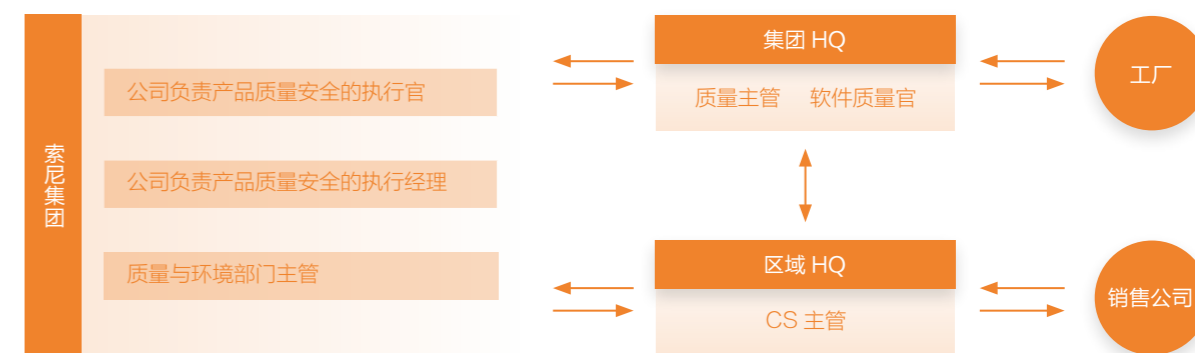 索尼集团
公司负责产品质量安全的执行官
公司负责产品质量安全的执行经理
质量与环境部门主管
集团 HQ
质量主管 软件质量官
区域 HQ
CS 主管
工厂
销售公司